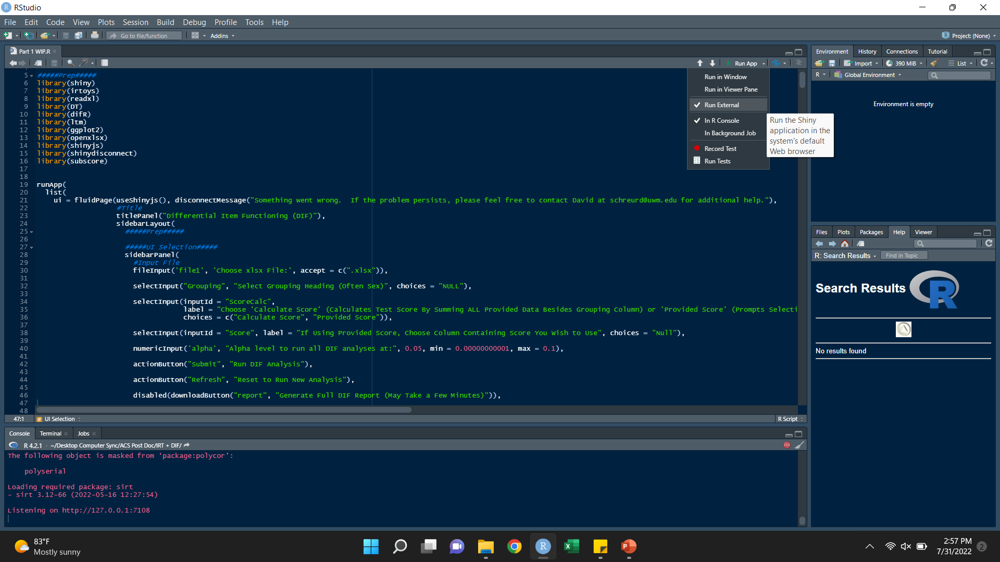 RStudio
File Edit Code View Plots Session Build Debug Profile Tools Help
Go to file/function Addins Project: (None)
Part 1 WIP.R
Run App
5 #####Prep#####
6 library(shiny)
7 library(irtoys)
8 library(readxl)
9 library(DT)
10 library(difR)
11 library(ltm)
12 library(ggplot2)
13 library(openxlsx)
14 library(shinyjs)
15 library(shinydisconnect)
16 library(subscore)
17
18
19 runApp(
20 list(
21 ui = fluidPage(useShinyjs(), disconnectMessage("Something went wrong.  If the problem persists, please feel free to contact David at schreurd@uwm.edu for additional help."),
22 #Title
23 titlePanel("Differential Item Functioning (DIF)"),
24 sidebarLayout(
25 #####Prep#####
26
27 #####UI Selection#####
28 sidebarPanel(
29 #Input File
30 fileInput('file1', 'Choose xlsx File:', accept = c(".xlsx")),
31
32 selectInput("Grouping", "Select Grouping Heading (Often Sex)", choices = "NULL"),
33
34 selectInput(inputId = "ScoreCalc",
35 label = "Choose 'Calculate Score' (Calculates Test Score By Summing ALL Provided Data Besides Grouping Column) or 'Provided Score' (Prompts Selecti
36 choices = c("Calculate Score", "Provided Score")),
37
38 selectInput(inputId = "Score", label = "If Using Provided Score, Choose Column Containing Score You Wish to Use", choices = "Null"),
39
40 numericInput('alpha', "Alpha level to run all DIF analyses at:", 0.05, min = 0.00000000001, max = 0.1),
41
42 actionButton("Submit", "Run DIF Analysis"),
43
44 actionButton("Refresh", "Reset to Run New Analysis"),
45
46 disabled(downloadButton("report", "Generate Full DIF Report (May Take a Few Minutes)")),
47
48
47:1 UI Selection R Script
Run in Window
Run in Viewer Pane
Run External
In R Console
In Background Job
Record Test
Run Tests
Run the Shiny
application in the
system's default
Web browser
Console Terminal Jobs
R 4.2.1 · ~/Desktop Computer Sync/ACS Post Doc/IRT + DIF/
The following object is masked from ‘package:polycor’:
polyserial
Loading required package: sirt
- sirt 3.12-66 (2022-05-16 12:27:54)
Listening on http://127.0.0.1:7108
Environment History Connections Tutorial
Import 390 MiB List
R Global Environment
Environment is empty
Files Plots Packages Help Viewer
R: Search Results Find in Topic
Search Results R
No results found
83°F
Mostly sunny
2:57 PM
7/31/2022
2